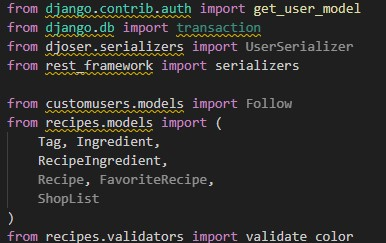 from django.contrib.auth import get_user_model
from django.db import transaction
from djoser.serializers import UserSerializer
from rest_framework import serializers
from customusers.models import Follow
from recipes.models import (
Tag, Ingredient,
RecipeIngredient,
Recipe, FavoriteRecipe,
ShopList
)
from recipes.validators import validate_color